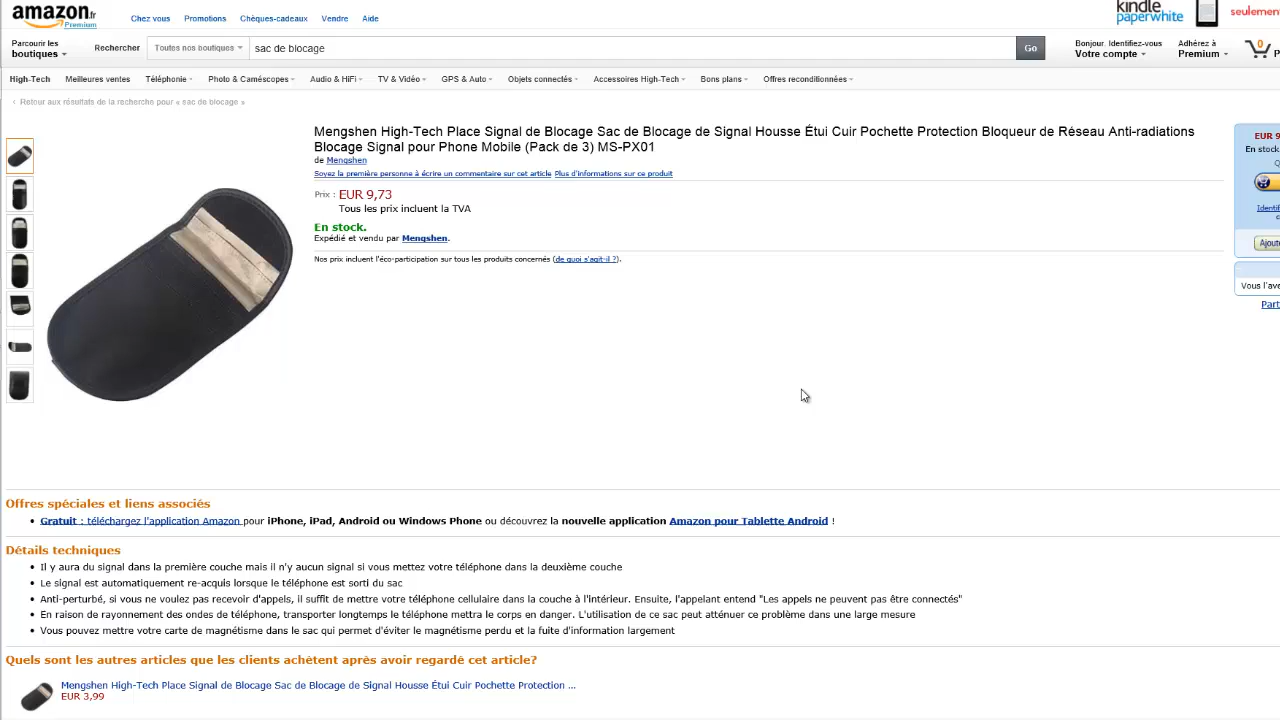 amazon.fr
Premium
Chez vous Promotions Chèques-cadeaux Vendre Aide
kindle
paperwhite
seulement
Parcourir les
boutiques
Rechercher Toutes nos boutiques sac de blocage Go
Bonjour. Identifiez-vous
Votre compte
Adhérez à
Premium
0
P
High-Tech Meilleures ventes Téléphonie Photo & Caméscopes Audio & HiFi TV & Vidéo GPS & Auto Objets connectés Accessoires High-Tech Bons plans Offres reconditionnées
‹ Retour aux résultats de la recherche pour « sac de blocage »
Mengshen High-Tech Place Signal de Blocage Sac de Blocage de Signal Housse Étui Cuir Pochette Protection Bloqueur de Réseau Anti-radiations
Blocage Signal pour Phone Mobile (Pack de 3) MS-PX01
de Mengshen
Soyez la première personne à écrire un commentaire sur cet article Plus d'informations sur ce produit
Prix : EUR 9,73
Tous les prix incluent la TVA
En stock.
Expédié et vendu par Mengshen.
Nos prix incluent l'éco-participation sur tous les produits concernés (de quoi s'agit-il ?).
EUR 9
En stock.
Q
Identif
c
Ajoute
Vous l'ave
Part
Offres spéciales et liens associés
• Gratuit : téléchargez l'application Amazon pour iPhone, iPad, Android ou Windows Phone ou découvrez la nouvelle application Amazon pour Tablette Android !
Détails techniques
• Il y aura du signal dans la première couche mais il n'y aucun signal si vous mettez votre téléphone dans la deuxième couche
• Le signal est automatiquement re-acquis lorsque le téléphone est sorti du sac
• Anti-perturbé, si vous ne voulez pas recevoir d'appels, il suffit de mettre votre téléphone cellulaire dans la couche à l'intérieur. Ensuite, l'appelant entend "Les appels ne peuvent pas être connectés"
• En raison de rayonnement des ondes de téléphone, transporter longtemps le téléphone mettra le corps en danger. L'utilisation de ce sac peut atténuer ce problème dans une large mesure
• Vous pouvez mettre votre carte de magnétisme dans le sac qui permet d'éviter le magnétisme perdu et la fuite d'information largement
Quels sont les autres articles que les clients achètent après avoir regardé cet article?
Mengshen High-Tech Place Signal de Blocage Sac de Blocage de Signal Housse Étui Cuir Pochette Protection ...
EUR 3,99